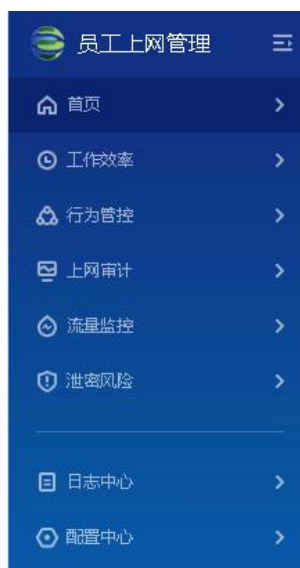 员工上网管理
首页
工作效率
行为管控
上网审计
流量监控
泄密风险
日志中心
配置中心